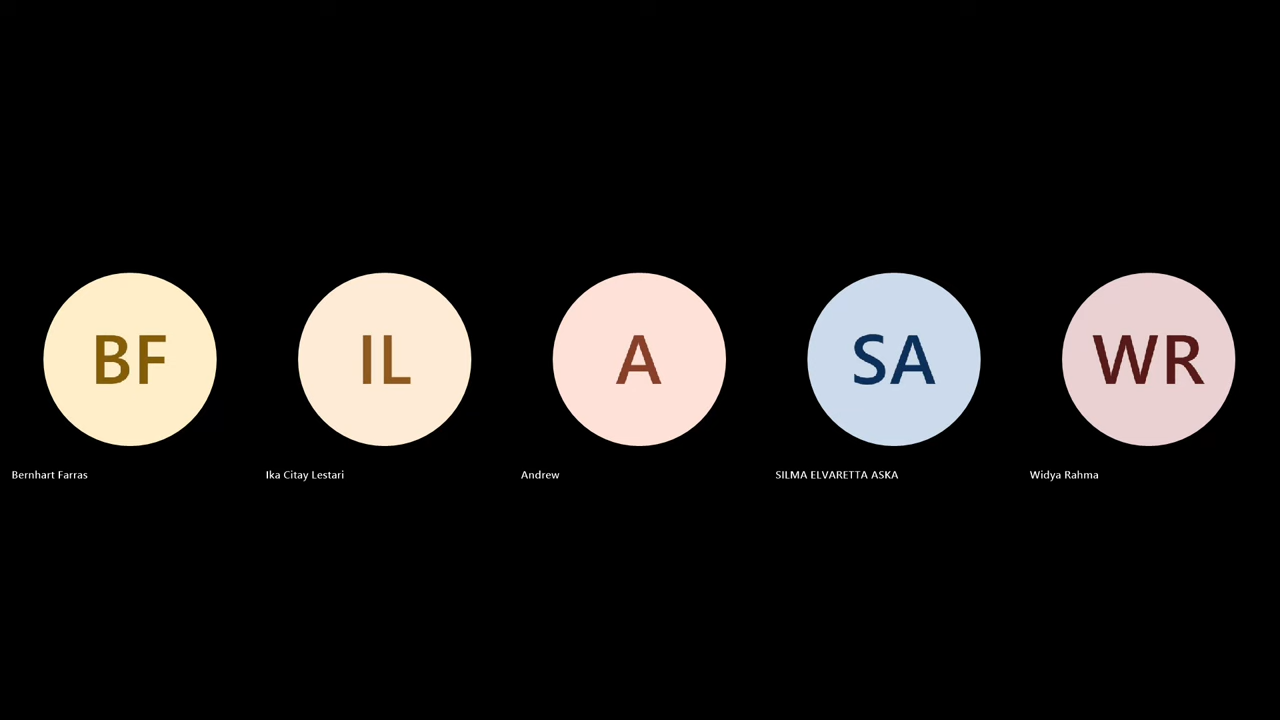 BF
IL
A
SA
WR
Bernhart Farras
Ika Citay Lestari
Andrew
SILMA ELVARETTA ASKA
Widya Rahma